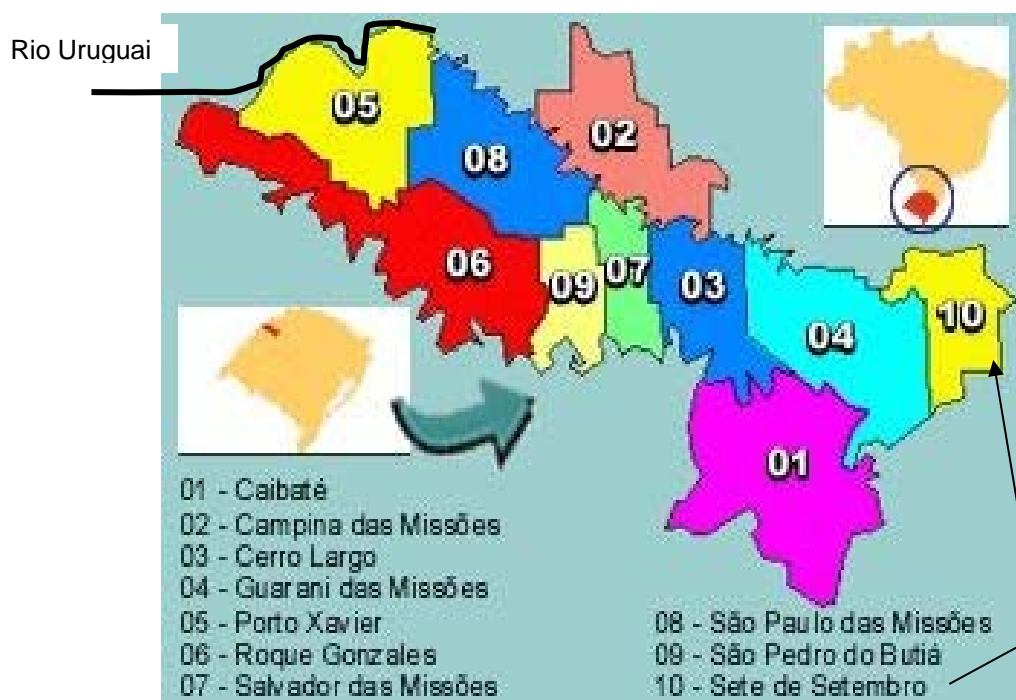 Rio Uruguai
05
02
08
06
09
07
03
04
10
01
01 - Caibaté
02 - Campina das Missões
03 - Cerro Largo
04 - Guarani das Missões
05 - Porto Xavier
06 - Roque Gonzales
07 - Salvador das Missões
08 - São Paulo das Missões
09 - São Pedro do Butiá
10 - Sete de Setembro